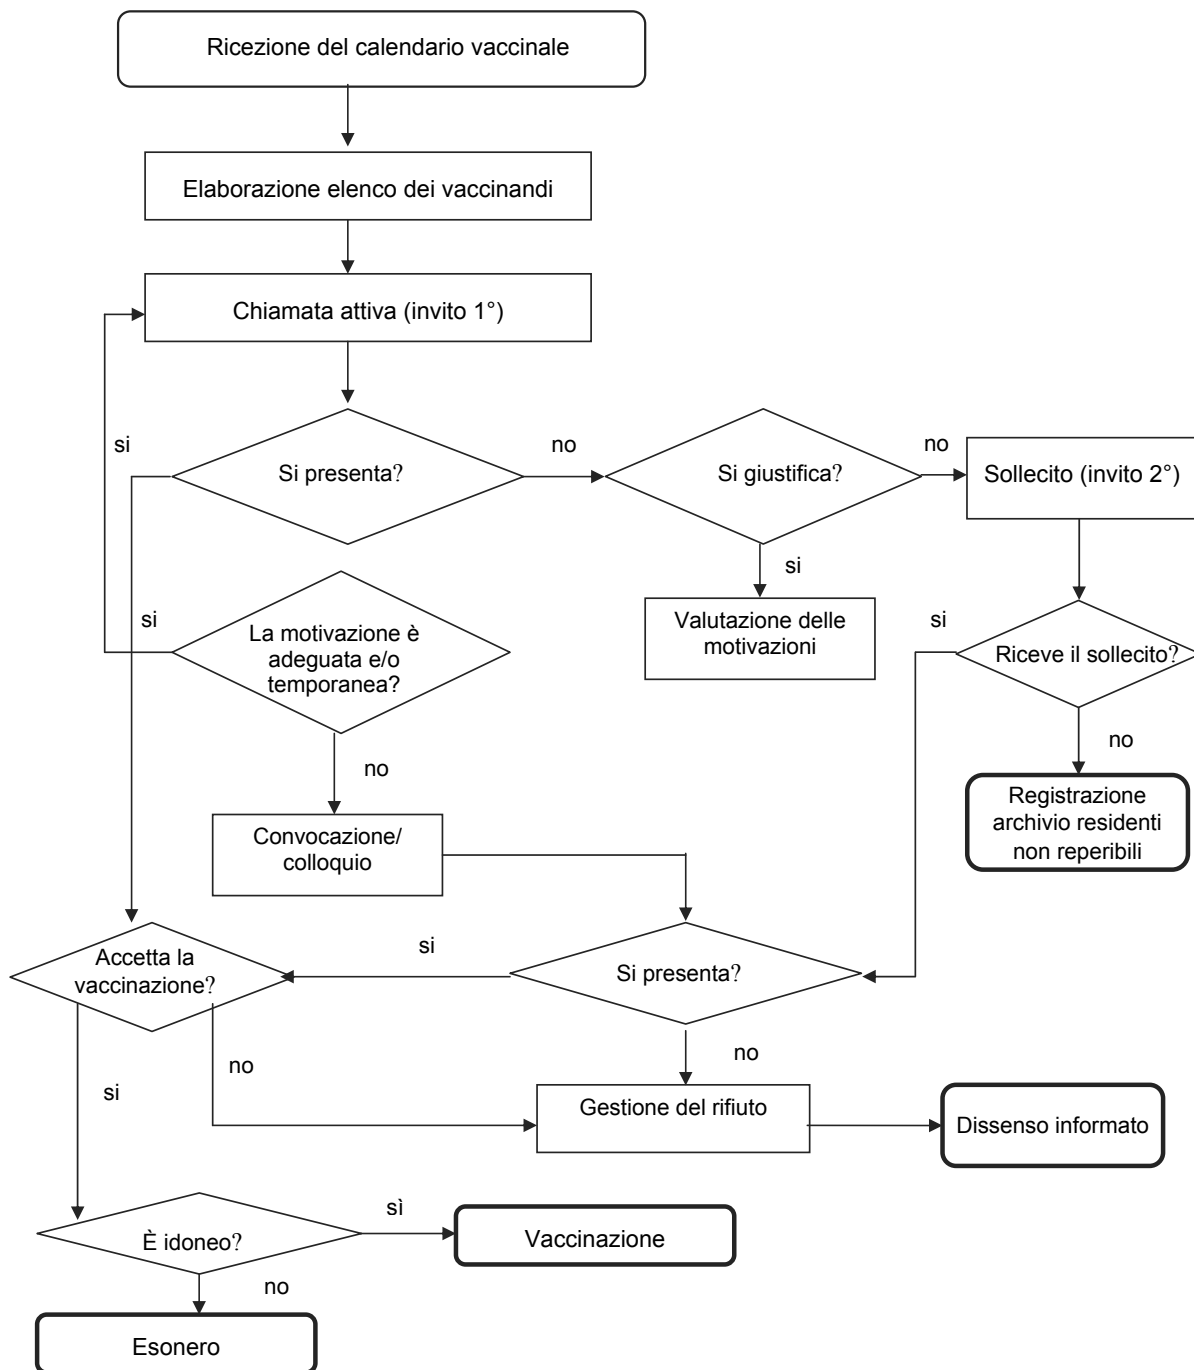 Ricezione del calendario vaccinale
Elaborazione elenco dei vaccinandi
Chiamata attiva (invito 1°)
si
Si presenta?
no
Si giustifica?
no
Sollecito (invito 2°)
si
si
La motivazione è
adeguata e/o
temporanea?
Valutazione delle
motivazioni
si
Riceve il sollecito?
no
no
Registrazione
archivio residenti
non reperibili
Convocazione/
colloquio
Accetta la
vaccinazione?
si
Si presenta?
no
no
si
Gestione del rifiuto
Dissenso informato
È idoneo?
sì
Vaccinazione
no
Esonero